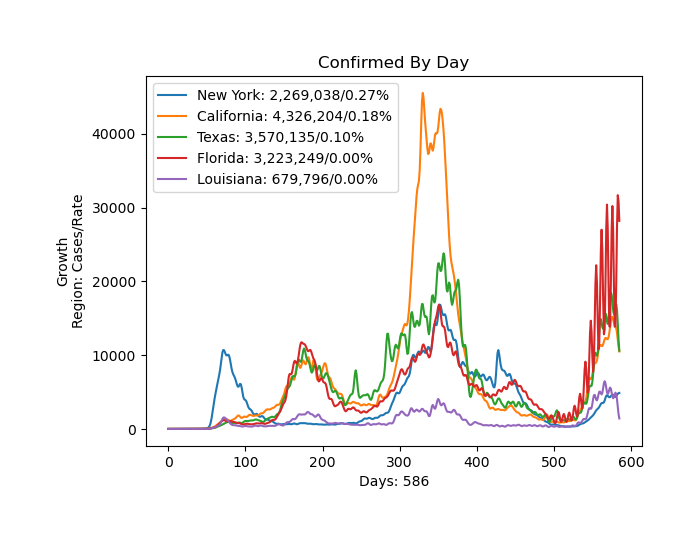 Confirmed By Day
New York: 2,269,038/0.27%
California: 4,326,204/0.18%
Texas: 3,570,135/0.10%
Florida: 3,223,249/0.00%
Louisiana: 679,796/0.00%
Growth
Region: Cases/Rate
40000
30000
20000
10000
0
0 100 200 300 400 500 600
Days: 586